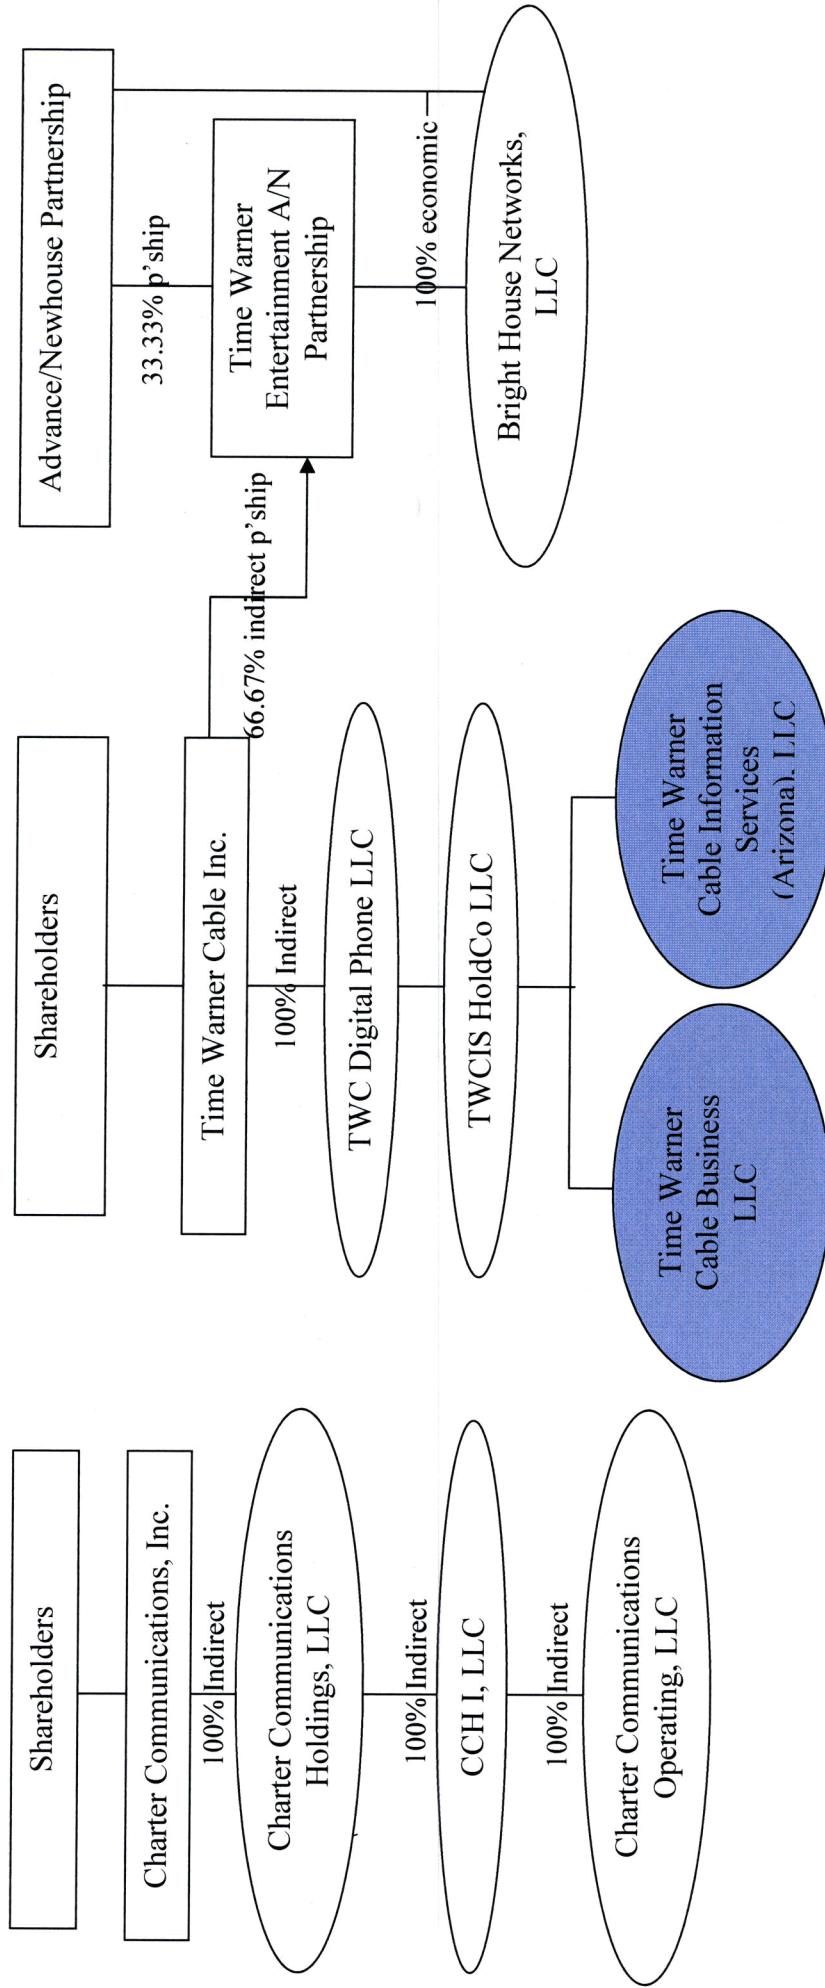 Shareholders
Charter Communications, Inc.
100% Indirect
Charter Communications
Holdings, LLC
100% Indirect
CCH I, LLC
100% Indirect
Charter Communications
Operating, LLC
Shareholders
Time Warner Cable Inc.
66.67% indirect p'ship
100% Indirect
TWC Digital Phone LLC
TWCIS HoldCo LLC
Time Warner
Cable Business
LLC
Time Warner
Cable Information
Services
(Arizona), LLC
Advance/Newhouse Partnership
33.33% p'ship
Time Warner
Entertainment A/N
Partnership
100% economic
Bright House Networks,
LLC